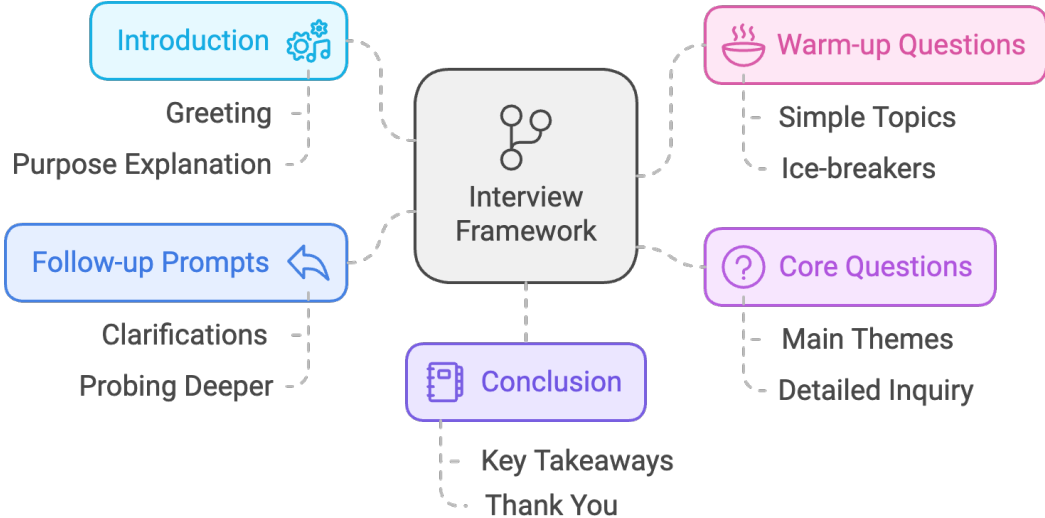 Introduction
Greeting
Purpose Explanation
Warm-up Questions
Simple Topics
Ice-breakers
Interview
Framework
Follow-up Prompts
Clarifications
Probing Deeper
Core Questions
Main Themes
Detailed Inquiry
Conclusion
Key Takeaways
Thank You